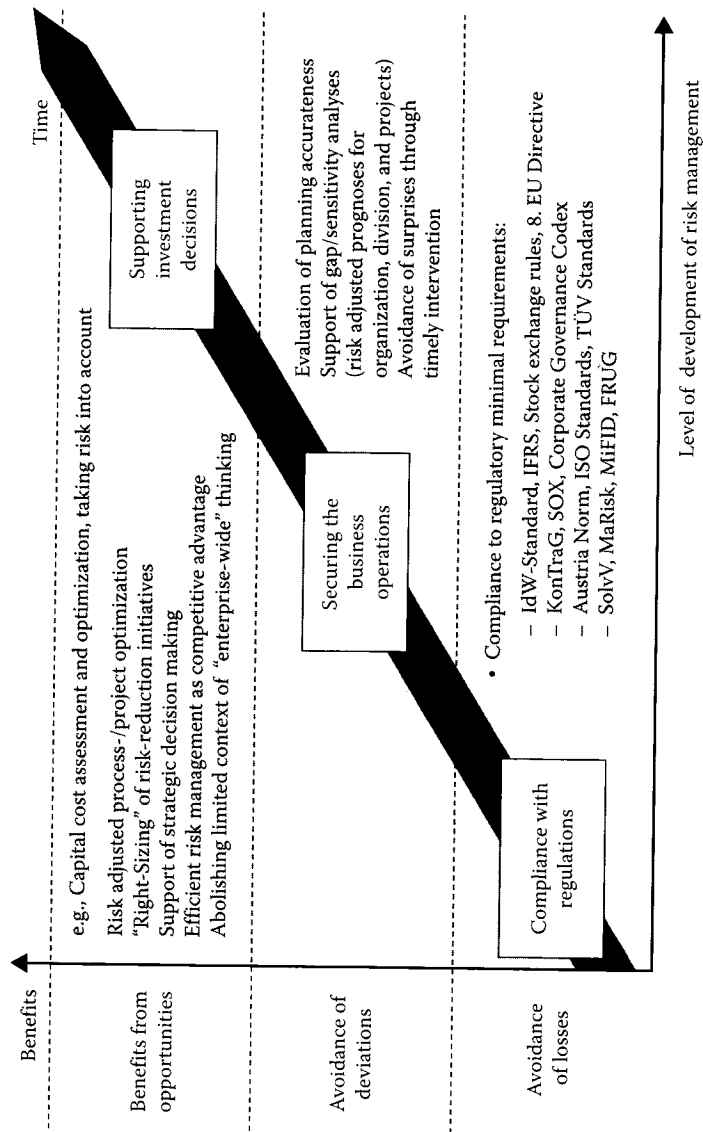 Benefits
Time
Benefits from
opportunities
e.g., Capital cost assessment and optimization, taking risk into account
Risk adjusted process-/project optimization
“Right-Sizing” of risk-reduction initiatives
Support of strategic decision making
Efficient risk management as competitive advantage
Abolishing limited context of “enterprise-wide” thinking
Supporting
investment
decisions
Avoidance of
deviations
Securing the
business
operations
Evaluation of planning accurateness
Support of gap/sensitivity analyses
(risk adjusted prognoses for
organization, division, and projects)
Avoidance of surprises through
timely intervention
Avoidance
of losses
Compliance with
regulations
• Compliance to regulatory minimal requirements:
– IdW-Standard, IFRS, Stock exchange rules, 8. EU Directive
– KonTraG, SOX, Corporate Governance Codex
– Austria Norm, ISO Standards, TÜV Standards
– SolvV, MaRisk, MiFID, FRUG
Level of development of risk management